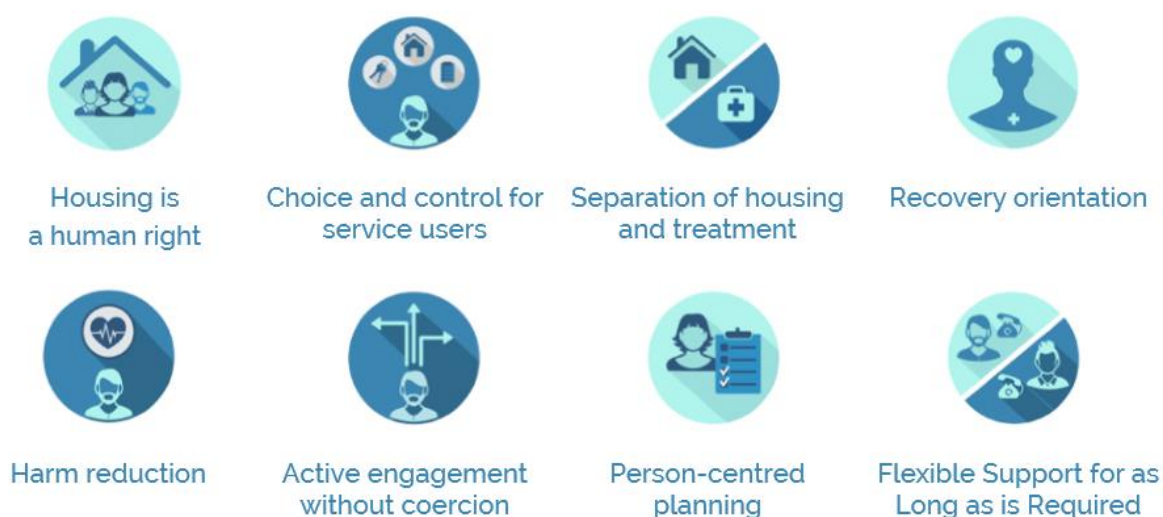 Housing is
a human right
Choice and control for
service users
Separation of housing
and treatment
Recovery orientation
Harm reduction
Active engagement
without coercion
Person-centred
planning
Flexible Support for as
Long as is Required